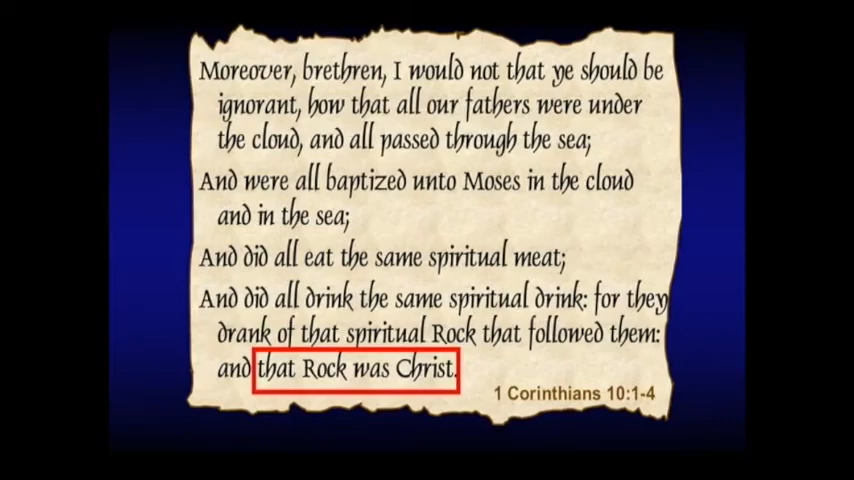 Moreover, brethren, I would not that ye should be
ignorant, how that all our fathers were under
the cloud, and all passed through the sea;
And were all baptized unto Moses in the cloud
and in the sea;
And did all eat the same spiritual meat;
And did all drink the same spiritual drink: for they
drank of that spiritual Rock that followed them:
and that Rock was Christ.
1 Corinthians 10:1-4